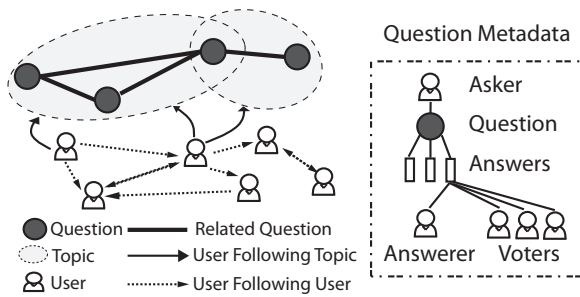 Question Metadata
Asker
Question
Answers
Answerer Voters
Question Related Question
Topic User Following Topic
User User Following User